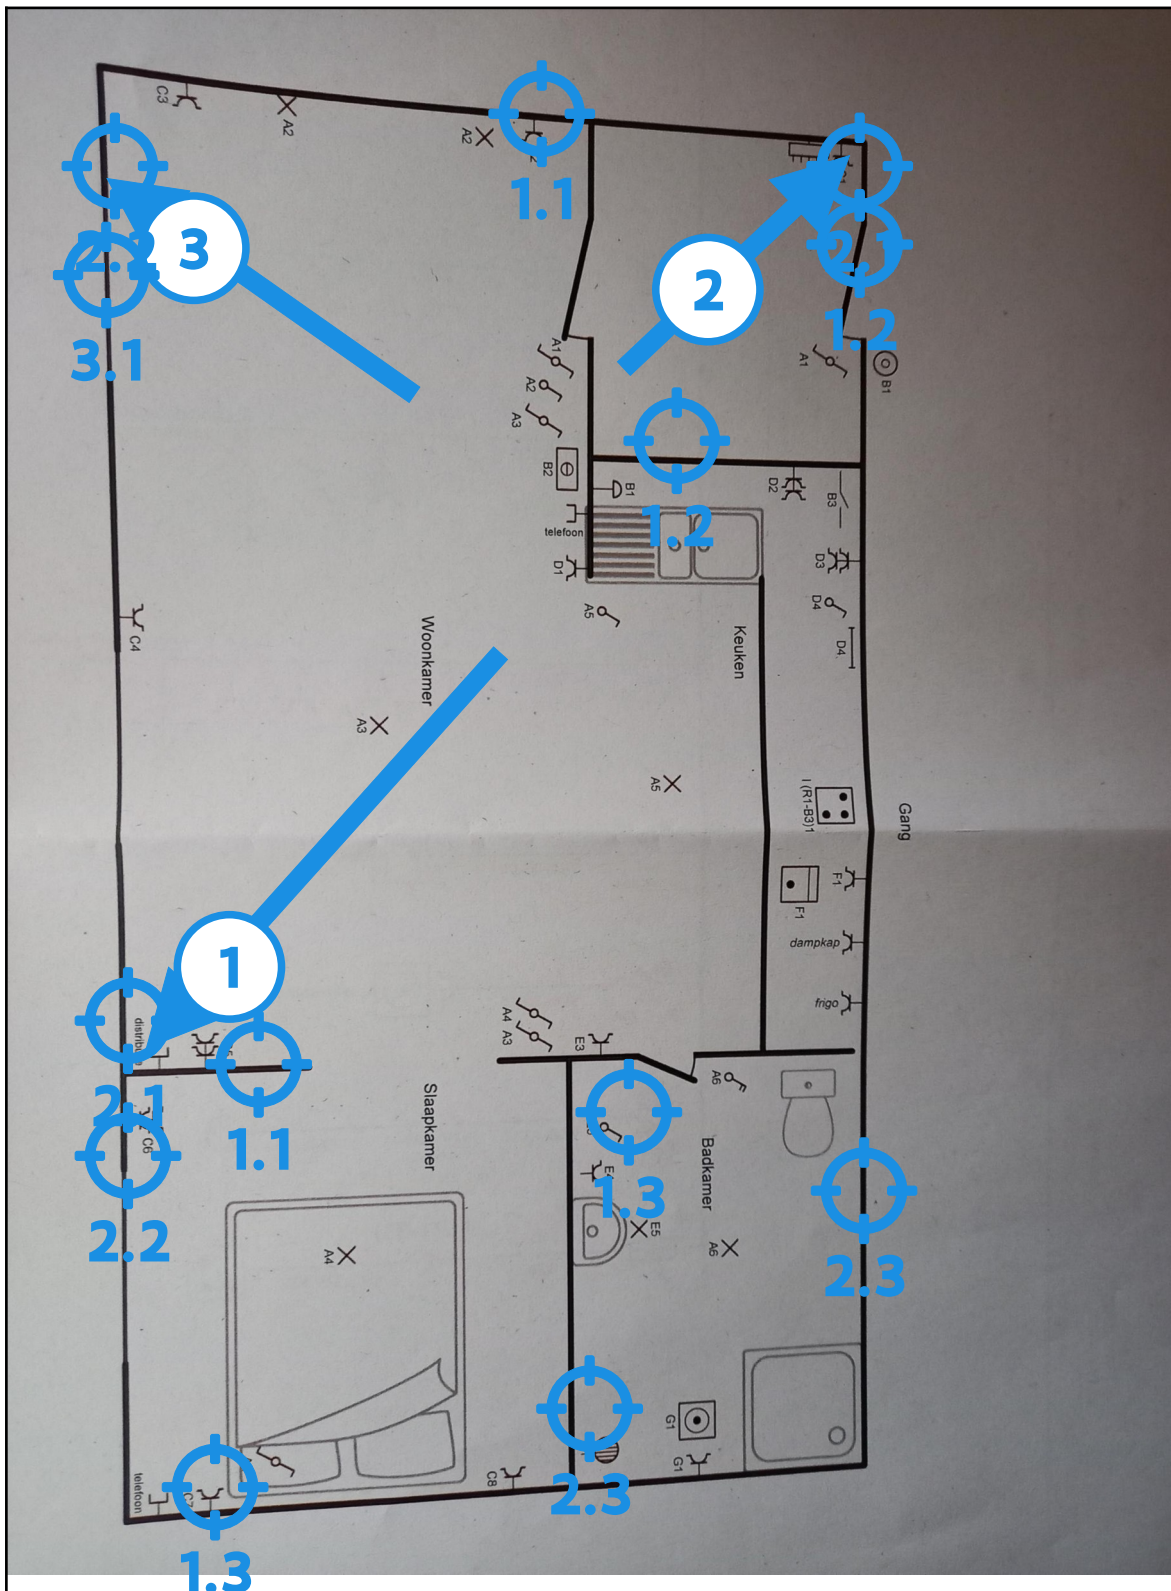 C3
A2
A2
1.1
2.2
3
2
2.1
1.2
3.1
A1
A2
A3
A1
B1
B2
B1
telefoon
D1
D2
B3
1.2
D3
A5
D4
D4
C4
Woonkamer
Keuken
A3
A5
I (R1-B3)1
Gang
F1
F1
dampkap
frigo
1
2.1
A4
A3
E3
1.1
C6
2.2
Slaapkamer
A6
1.3
Badkamer
E5
A6
2.3
A4
G1
G1
2.3
C8
telefoon
1.3